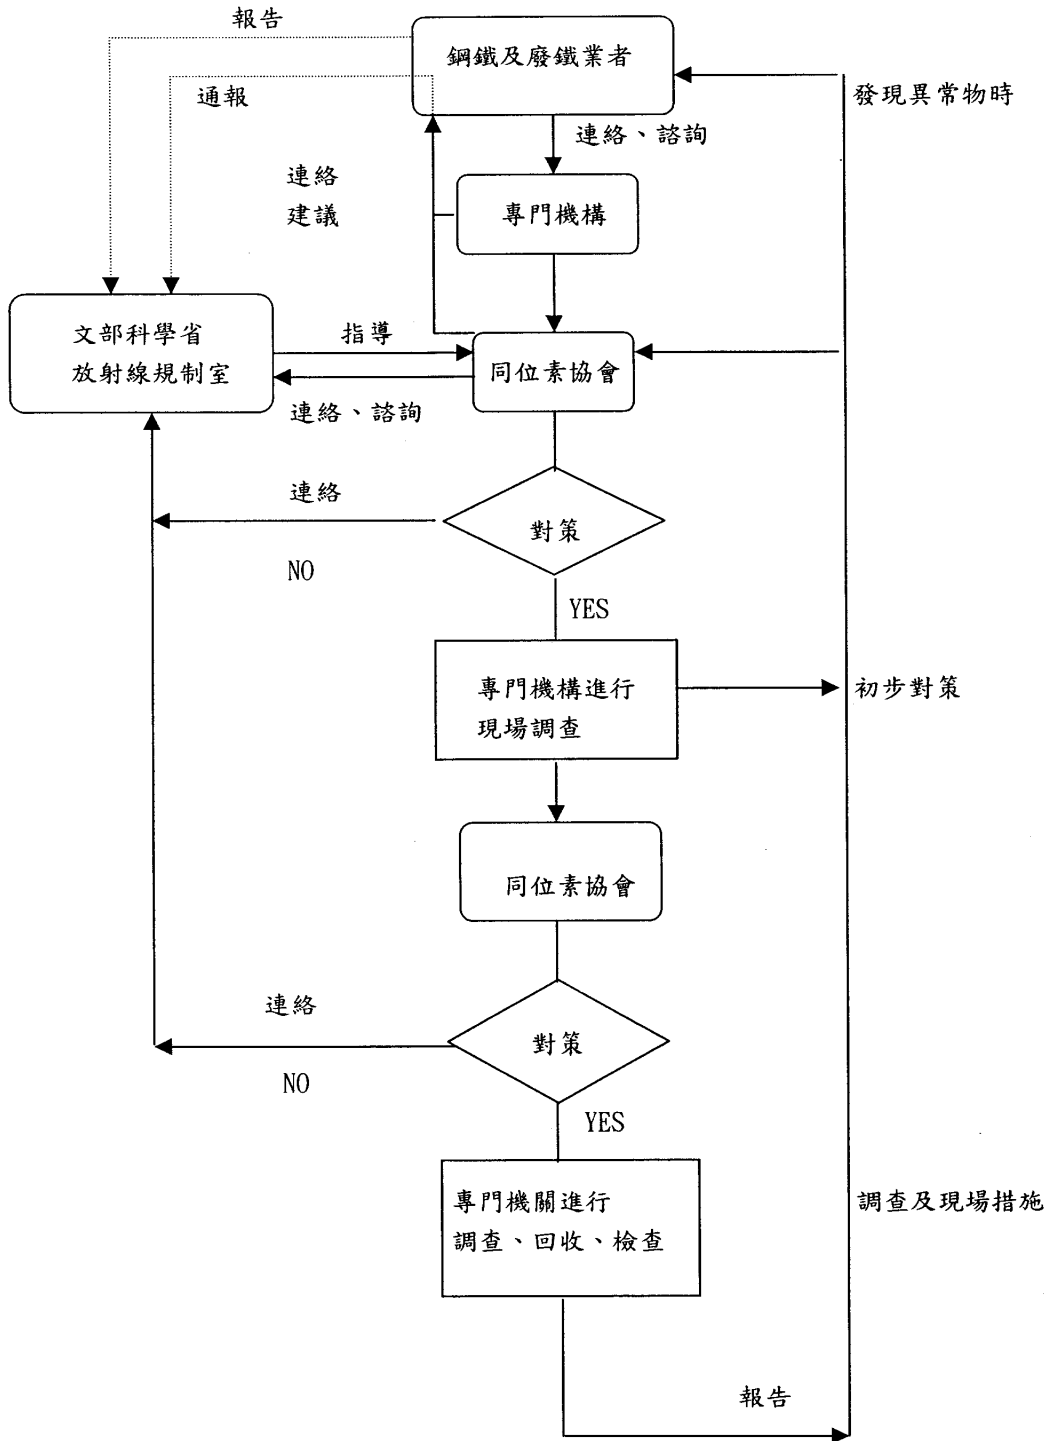 報告
鋼鐵及廢鐵業者
通報
發現異常物時
連絡、諮詢
連絡
建議
專門機構
文部科學省
放射線規制室
指導
同位素協會
連絡、諮詢
連絡
對策
NO
YES
專門機構進行
現場調查
初步對策
同位素協會
連絡
對策
NO
YES
專門機關進行
調查、回收、檢查
調查及現場措施
報告